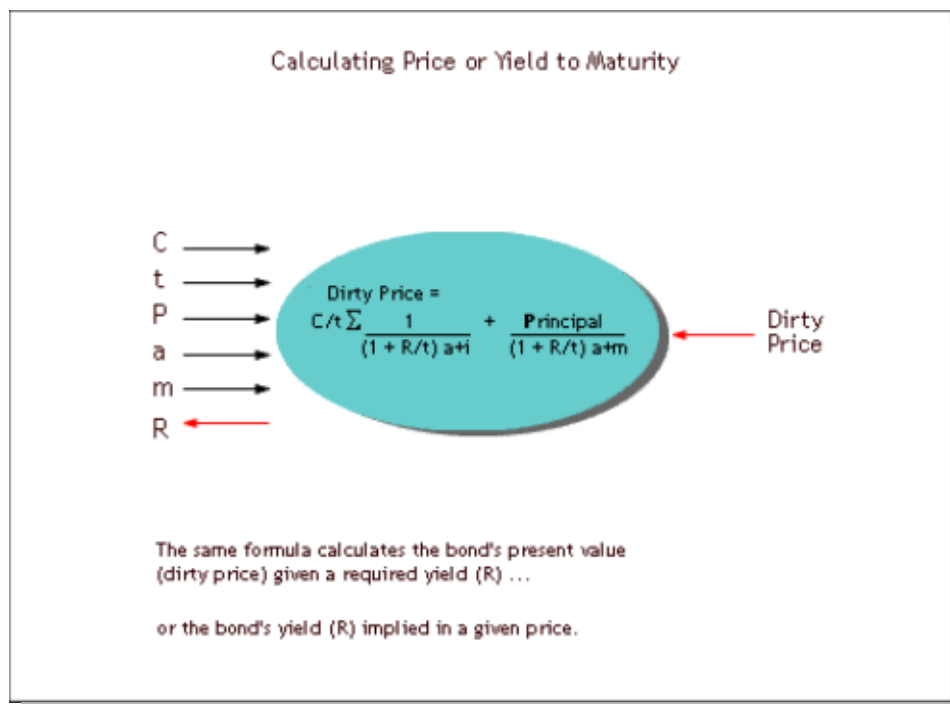 Calculating Price or Yield to Maturity
C
t
P
a
m
R
Dirty Price =
C/t Σ 1 / (1 + R/t) a+i + Principal / (1 + R/t) a+m
Dirty
Price
The same formula calculates the bond's present value
(dirty price) given a required yield (R) ...
or the bond's yield (R) implied in a given price.